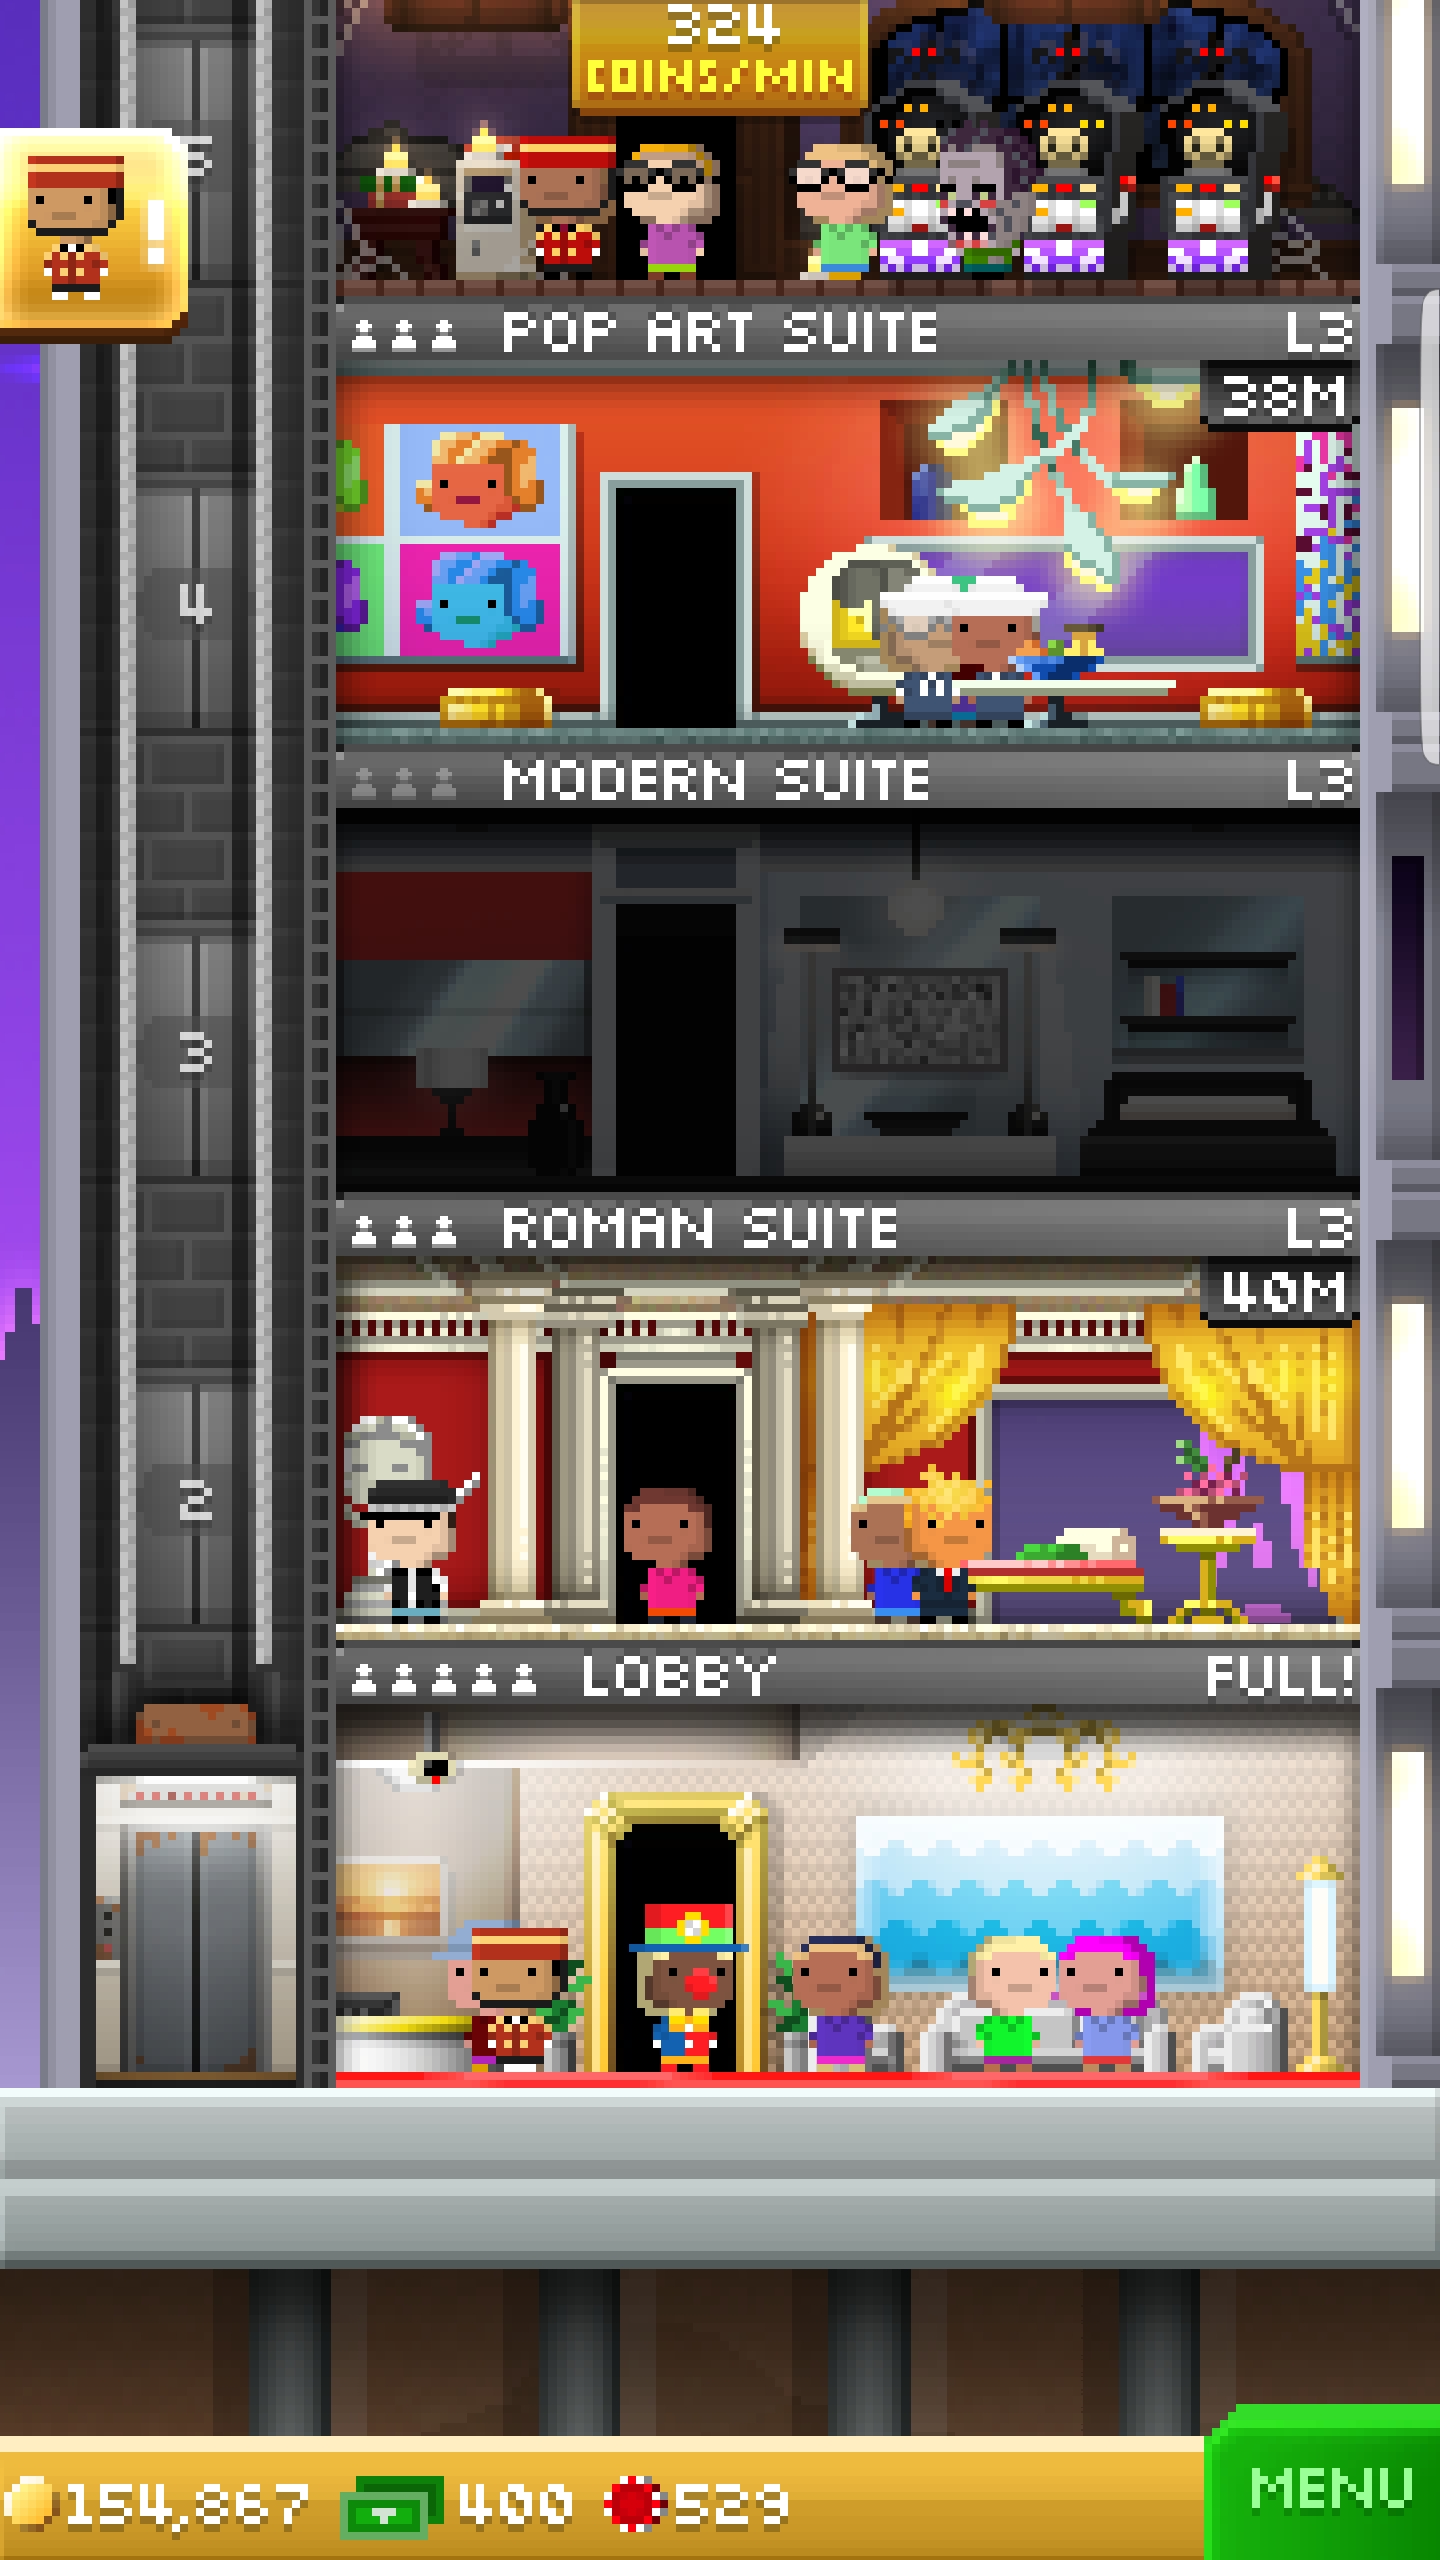 324
COINS/MIN
5
!
POP ART SUITE L3
38M
4
MODERN SUITE L3
3
ROMAN SUITE L3
40M
2
LOBBY FULL!
154,867 400 529
MENU